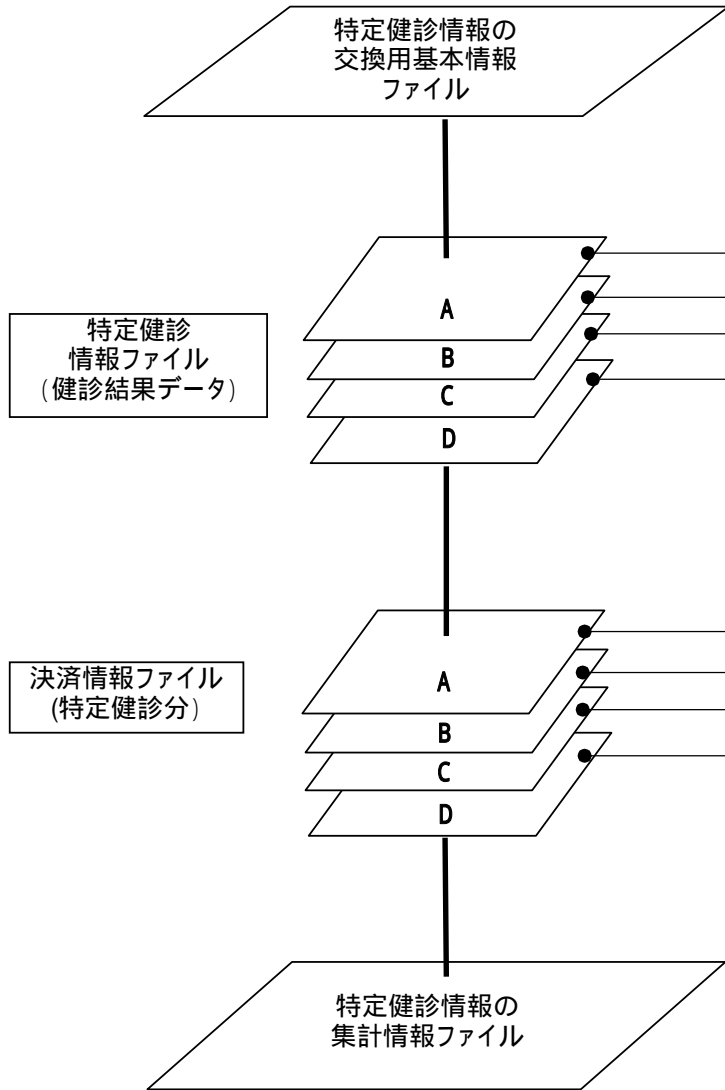 特定健診情報の
交換用基本情報
ファイル
A
B
C
D
特定健診
情報ファイル
(健診結果データ)
A
B
C
D
決済情報ファイル
(特定健診分)
特定健診情報の
集計情報ファイル